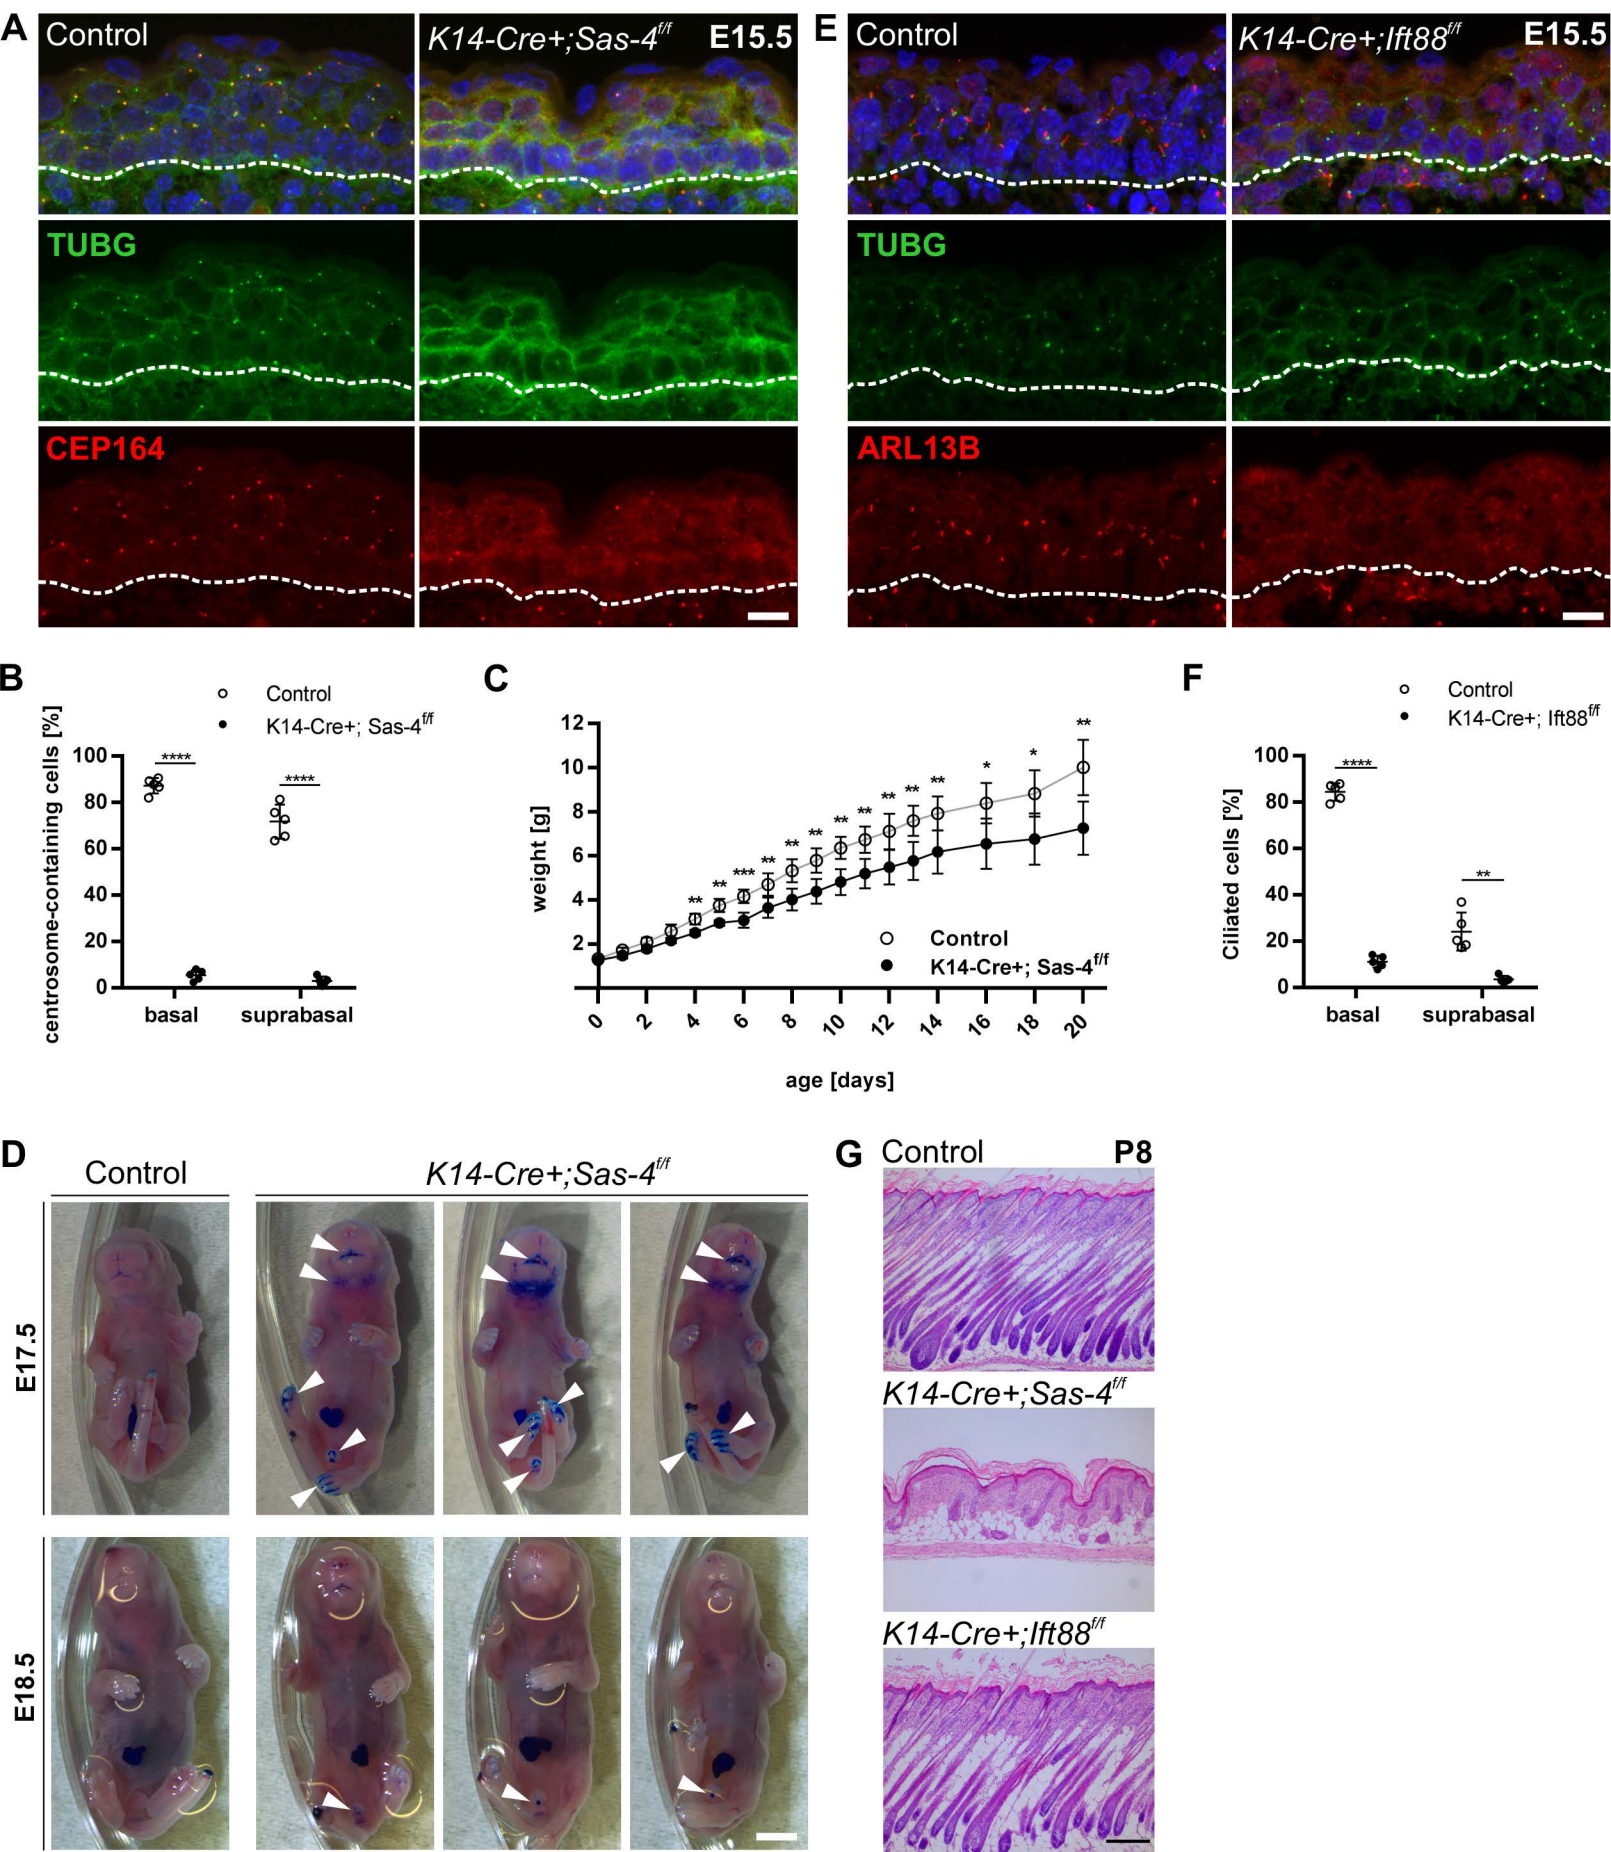 A
Control
K14-Cre+;Sas-4f/f
E15.5
TUBG
CEP164
E
Control
K14-Cre+;Ift88f/f
E15.5
TUBG
ARL13B
B
Control
K14-Cre+; Sas-4f/f
centrosome-containing cells [%]
100
80
60
40
20
0
****
****
basal
suprabasal
C
weight [g]
12
10
8
6
4
2
**
**
***
**
**
**
**
**
**
**
**
*
*
**
Control
K14-Cre+; Sas-4f/f
0
2
4
6
8
10
12
14
16
18
20
age [days]
F
Control
K14-Cre+; Ift88f/f
Ciliated cells [%]
100
80
60
40
20
0
****
**
basal
suprabasal
D
Control
K14-Cre+;Sas-4f/f
E17.5
E18.5
G
Control
P8
K14-Cre+;Sas-4f/f
K14-Cre+;Ift88f/f